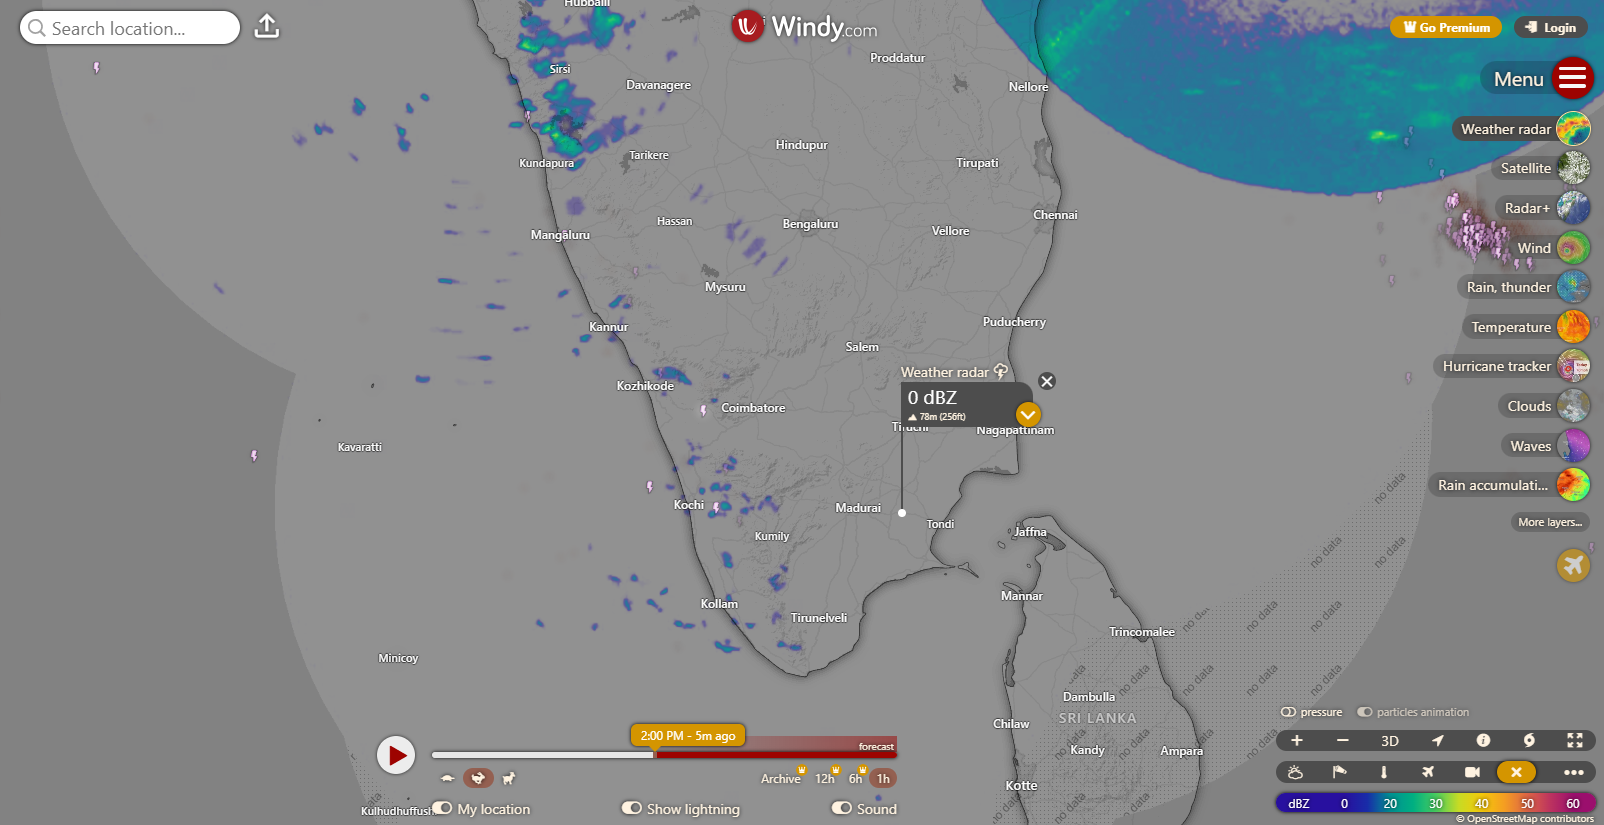 Hubballi
Search location...
Windy.com
Go Premium
Login
Proddatur
Sirsi
Davanagere
Nellore
Menu
Weather radar
Hindupur
Tarikere
Kundapura
Tirupati
Satellite
Radar+
Hassan
Bengaluru
Chennai
Mangaluru
Vellore
Wind
Mysuru
Rain, thunder
Kannur
Puducherry
Temperature
Salem
Hurricane tracker
Weather radar
Kozhikode
0 dBZ
78m (256ft)
Coimbatore
Clouds
Tiruchi
Nagapattinam
Kavaratti
Waves
Rain accumulati...
Kochi
Madurai
Tondi
More layers...
Jaffna
Kumily
no data
no data
no data
Mannar
Kollam
Tirunelveli
no data
no data
no data
Trincomalee
Minicoy
no data
no data
no data
no data
no data
Dambulla
SRI LANKA
pressure
particles animation
Chilaw
2:00 PM - 5m ago
forecast
Kandy
Ampara
3D
Archive 12h 6h 1h
Kotte
no data
Kulhudhuffush
My location
Show lightning
Sound
dBZ 0 20 30 40 50 60
© OpenStreetMap contributors